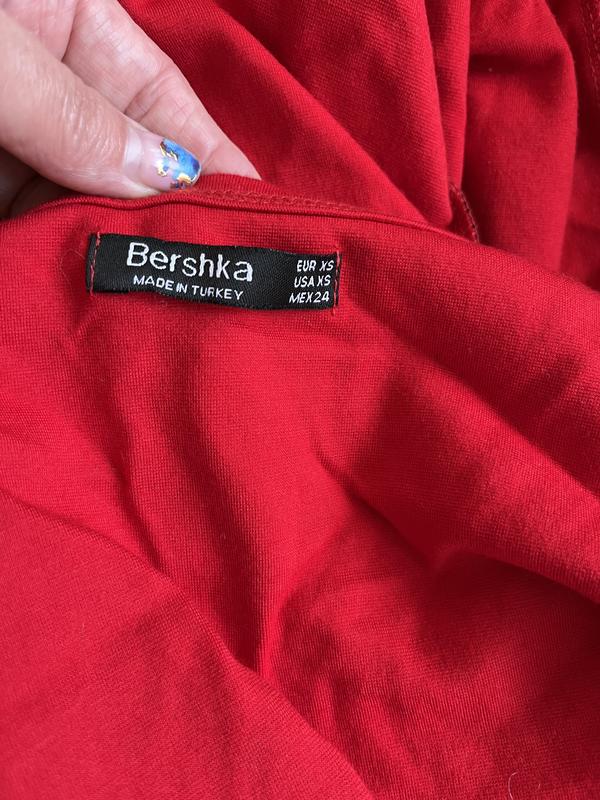 Bershka
MADE IN TURKEY
EUR XS
USA XS
MEX 24